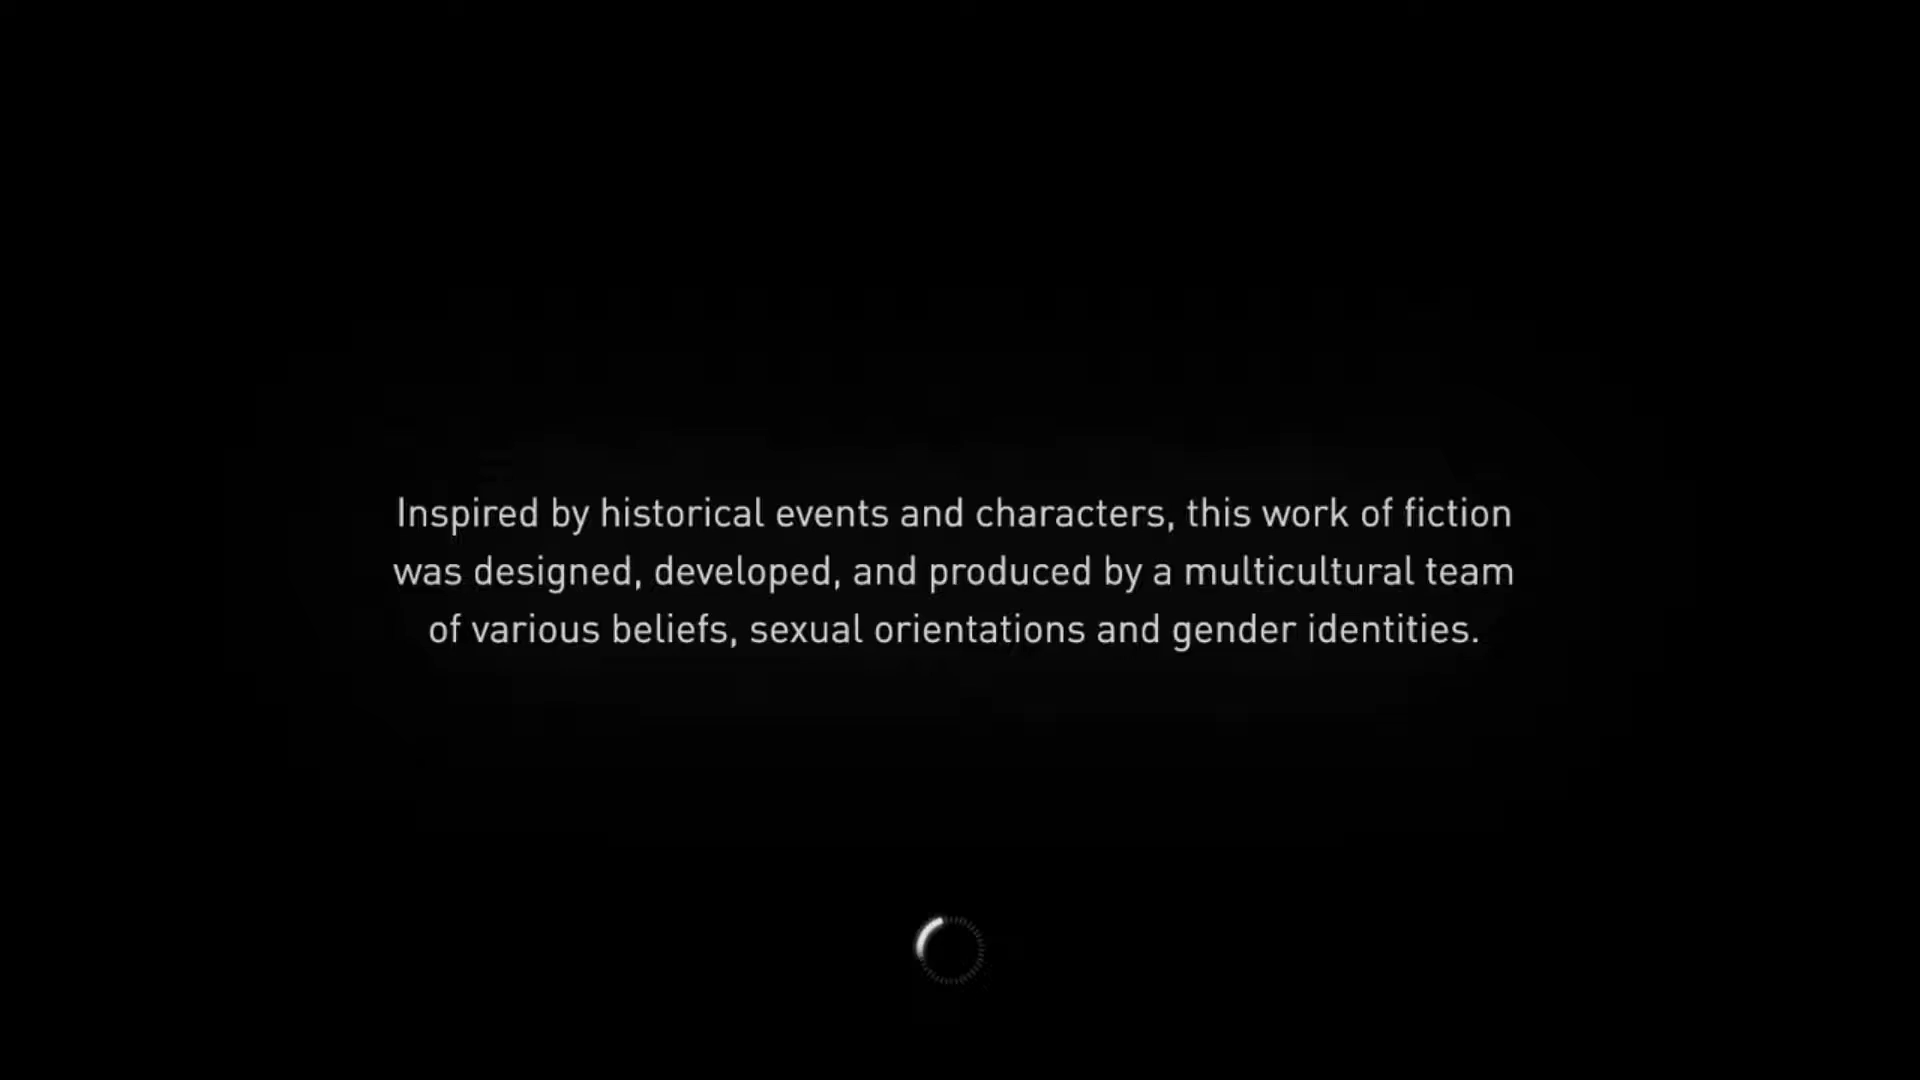 Inspired by historical events and characters, this work of fiction
was designed, developed, and produced by a multicultural team
of various beliefs, sexual orientations and gender identities.